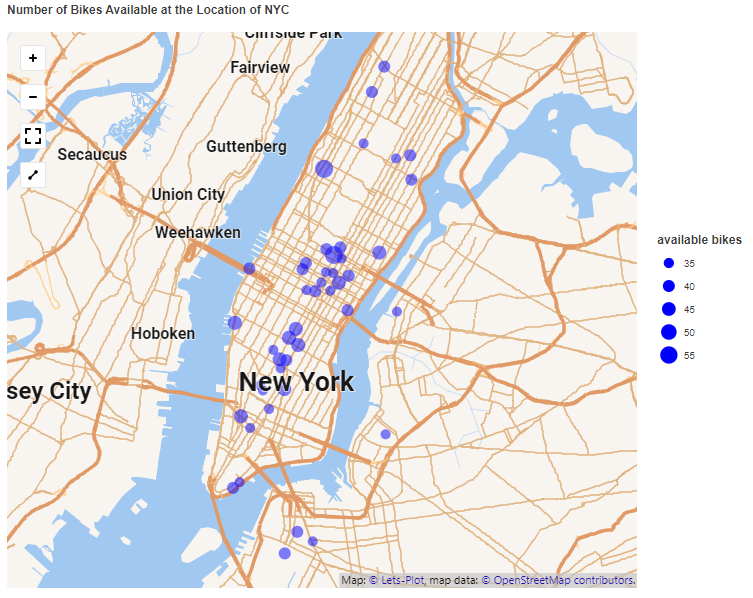 Number of Bikes Available at the Location of NYC
Cliffside Park
Fairview
Secaucus
Guttenberg
Union City
Weehawken
Hoboken
New York
sey City
available bikes
35
40
45
50
55
Map: © Lets-Plot, map data: © OpenStreetMap contributors.